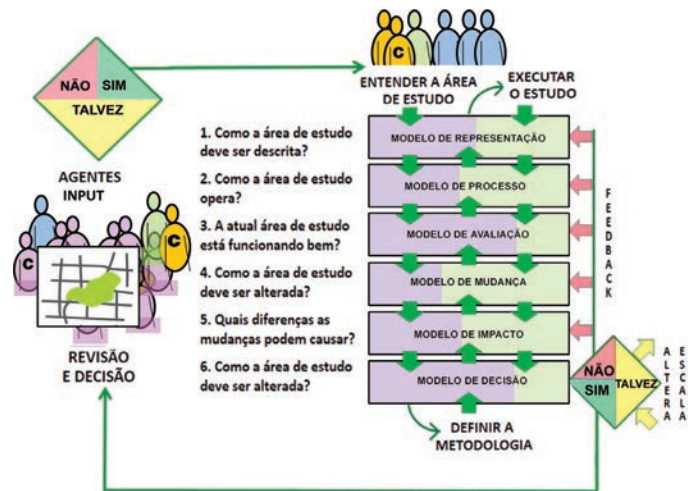 NÃO SIM
TALVEZ
AGENTES
INPUT
C
C
C
REVISÃO
E DECISÃO
C
ENTENDER A ÁREA
DE ESTUDO
EXECUTAR
O ESTUDO
1. Como a área de estudo
deve ser descrita?
2. Como a área de estudo
opera?
3. A atual área de estudo
está funcionando bem?
4. Como a área de estudo
deve ser alterada?
5. Quais diferenças as
mudanças podem causar?
6. Como a área de estudo
deve ser alterada?
MODELO DE REPRESENTAÇÃO
MODELO DE PROCESSO
MODELO DE AVALIAÇÃO
MODELO DE MUDANÇA
MODELO DE IMPACTO
MODELO DE DECISÃO
DEFINIR A
METODOLOGIA
FEEDBACK
NÃO
SIM
TALVEZ
ALTERA
ESCALA